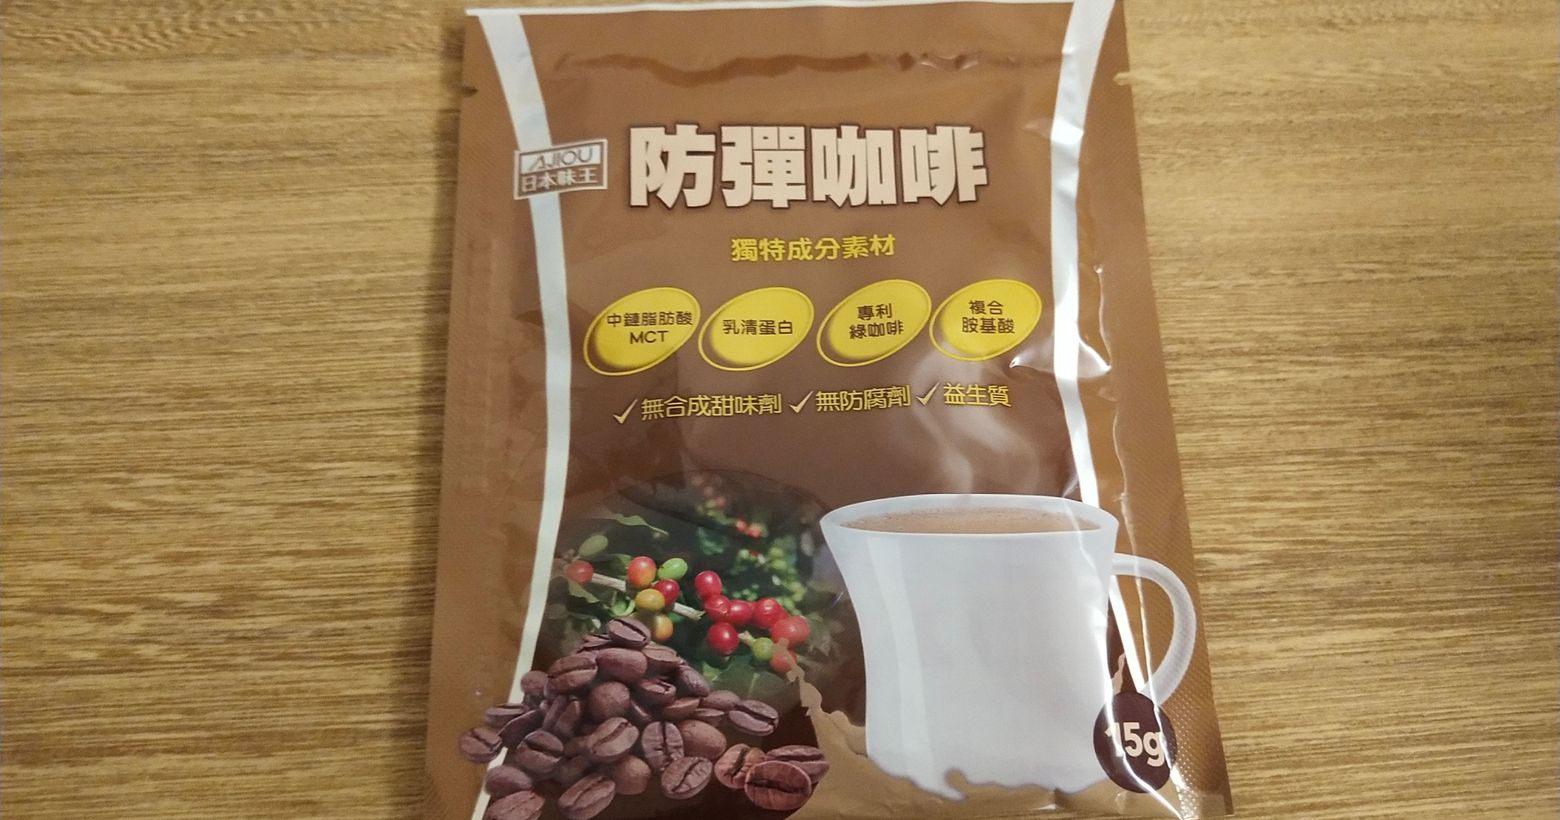 AJIOU
日本味王
防彈咖啡
獨特成分素材
中鏈脂肪酸
MCT
乳清蛋白
專利
綠咖啡
複合
胺基酸
✓無合成甜味劑 ✓無防腐劑 ✓益生質
15g